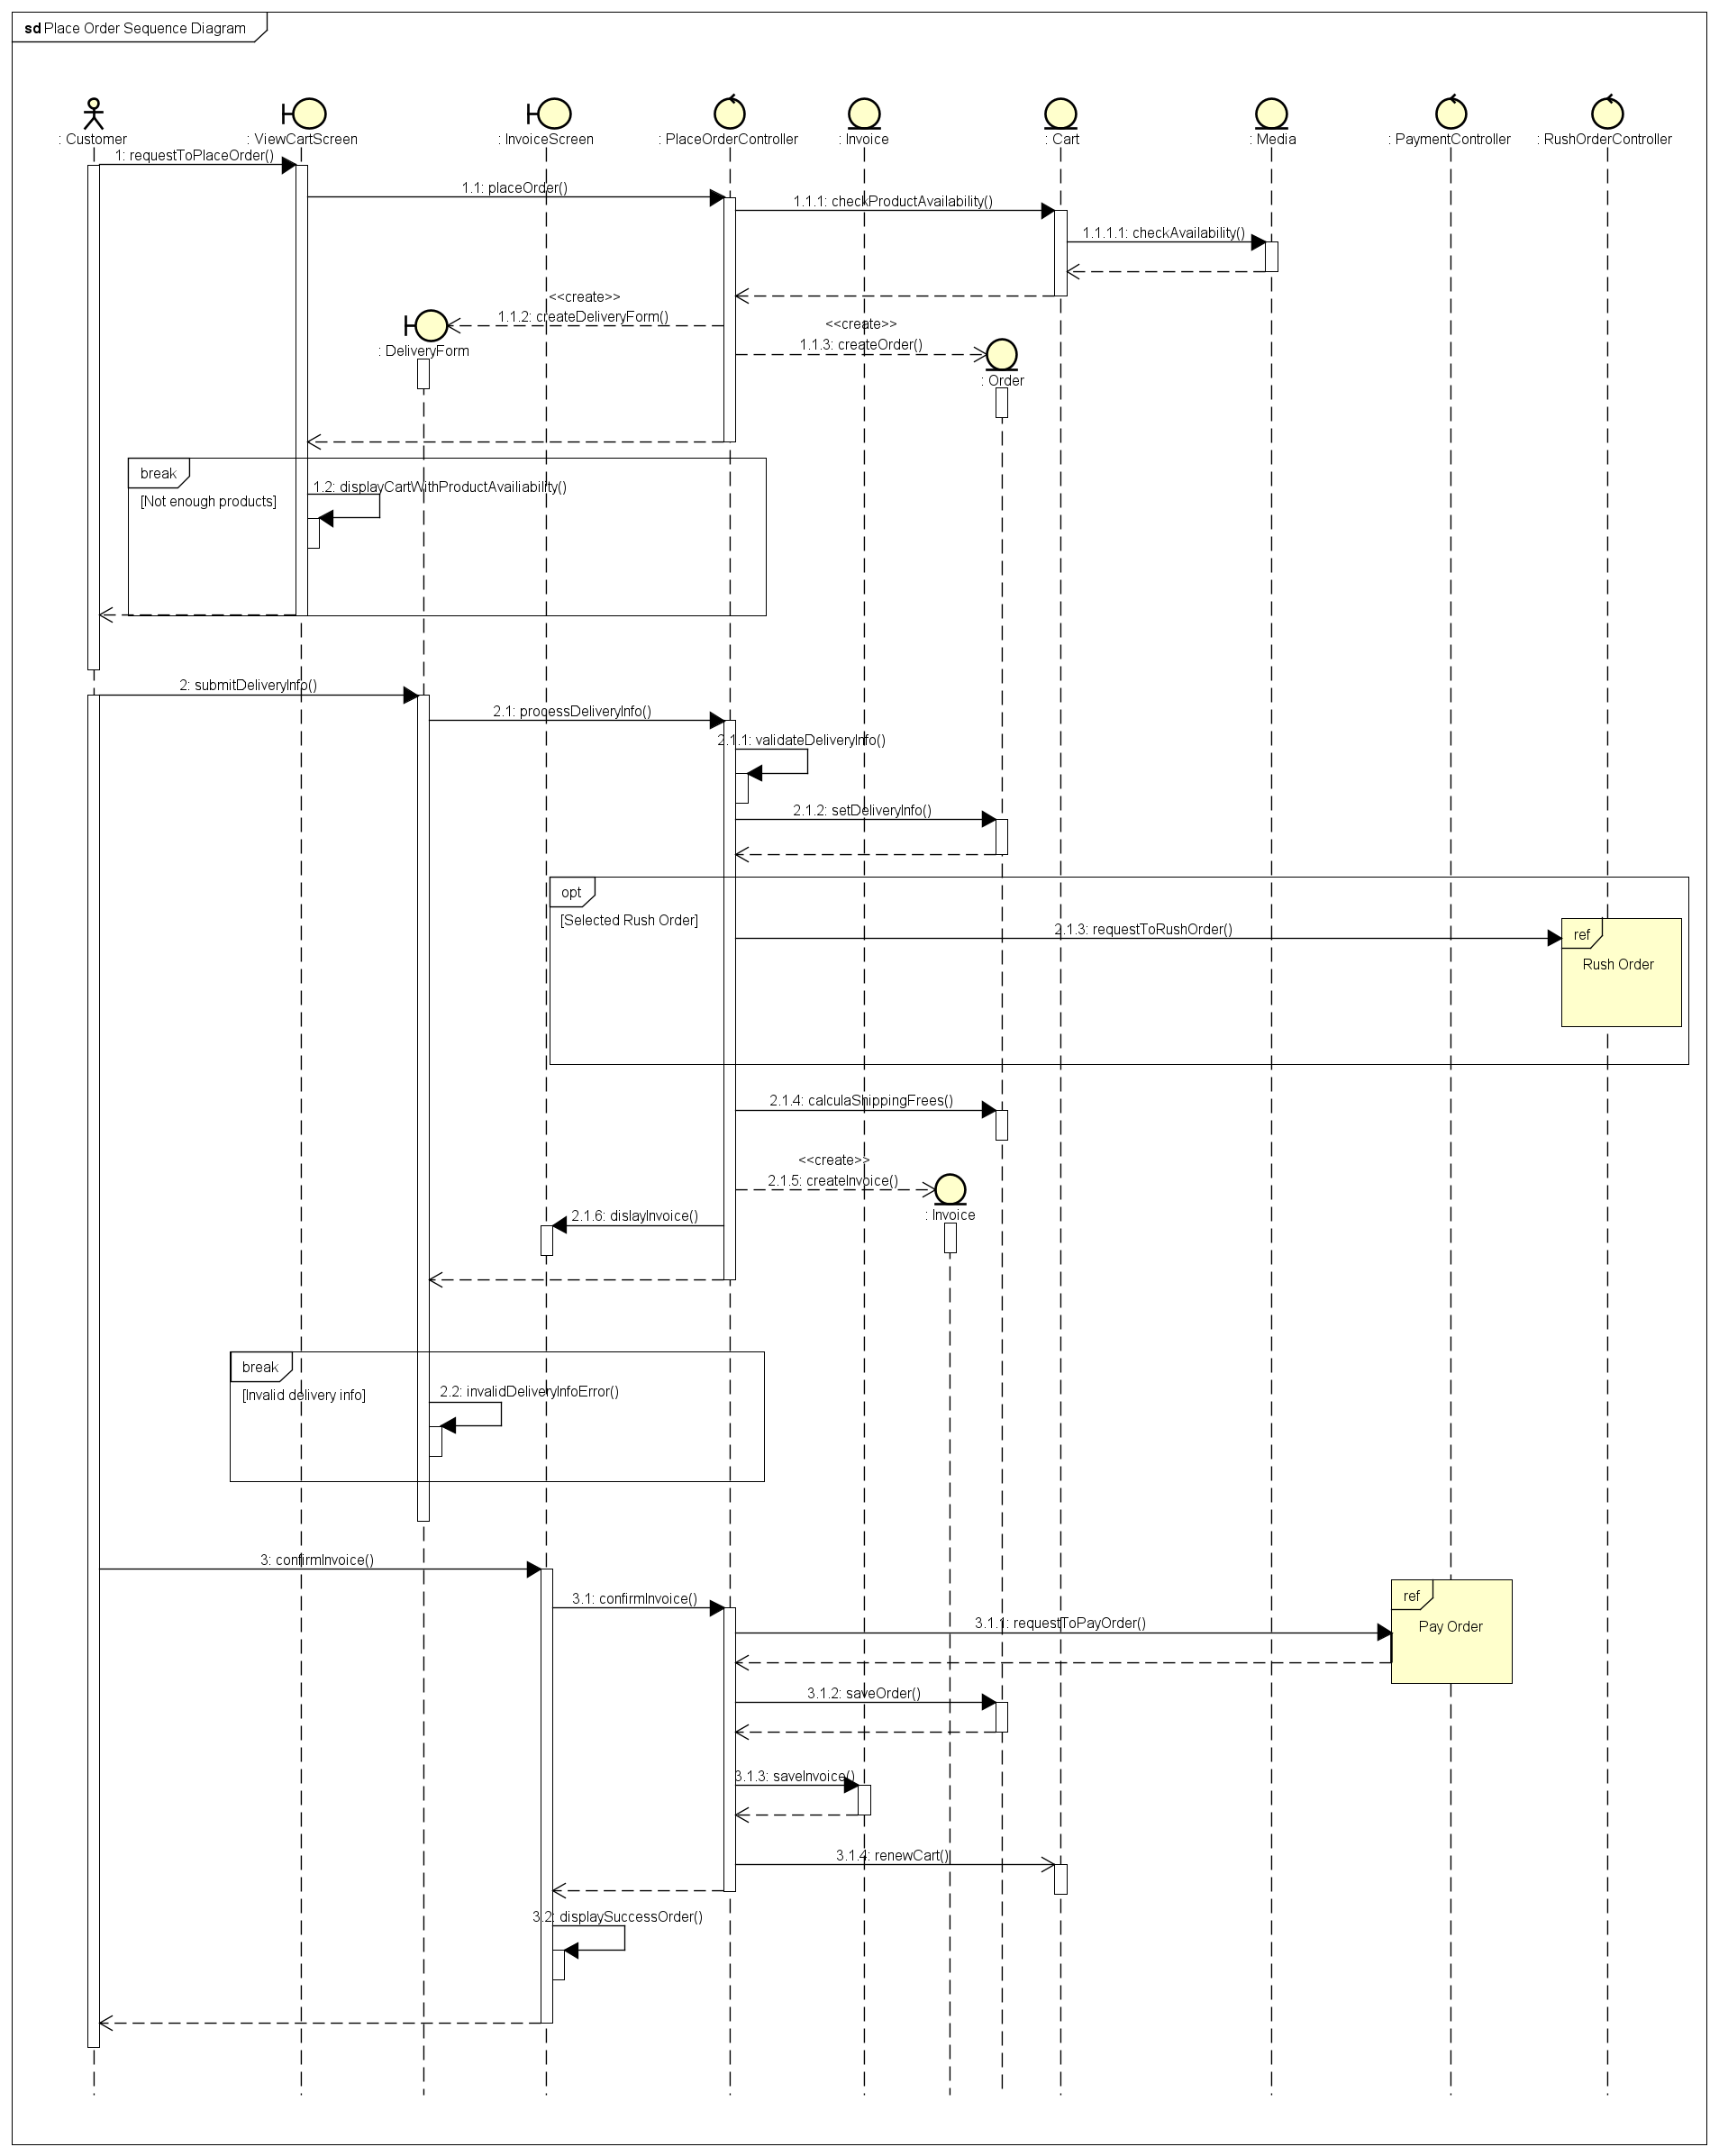 sd Place Order Sequence Diagram
: Customer
: ViewCartScreen
: InvoiceScreen
: PlaceOrderController
: Invoice
: Cart
: Media
: PaymentController
: RushOrderController
1: requestToPlaceOrder()
1.1: placeOrder()
1.1.1: checkProductAvailability()
1.1.1.1: checkAvailability()
<<create>>
1.1.2: createDeliveryForm()
: DeliveryForm
<<create>>
1.1.3: createOrder()
: Order
break
[Not enough products]
1.2: displayCartWithProductAvailiability()
2: submitDeliveryInfo()
2.1: processDeliveryInfo()
2.1.1: validateDeliveryInfo()
2.1.2: setDeliveryInfo()
opt
[Selected Rush Order]
2.1.3: requestToRushOrder()
ref
Rush Order
2.1.4: calculaShippingFrees()
<<create>>
2.1.5: createInvoice()
: Invoice
2.1.6: dislayInvoice()
break
[Invalid delivery info]
2.2: invalidDeliveryInfoError()
3: confirmInvoice()
3.1: confirmInvoice()
ref
Pay Order
3.1.1: requestToPayOrder()
3.1.2: saveOrder()
3.1.3: saveInvoice()
3.1.4: renewCart()
3.2: displaySuccessOrder()